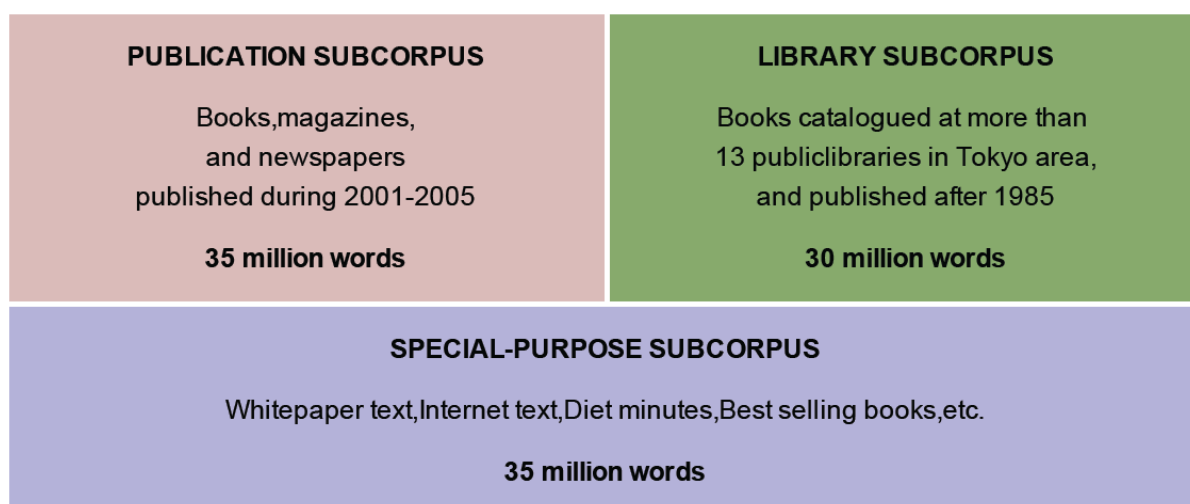 PUBLICATION SUBCORPUS
Books,magazines,
and newspapers
published during 2001-2005
35 million words
LIBRARY SUBCORPUS
Books catalogued at more than
13 publiclibraries in Tokyo area,
and published after 1985
30 million words
SPECIAL-PURPOSE SUBCORPUS
Whitepaper text,Internet text,Diet minutes,Best selling books,etc.
35 million words